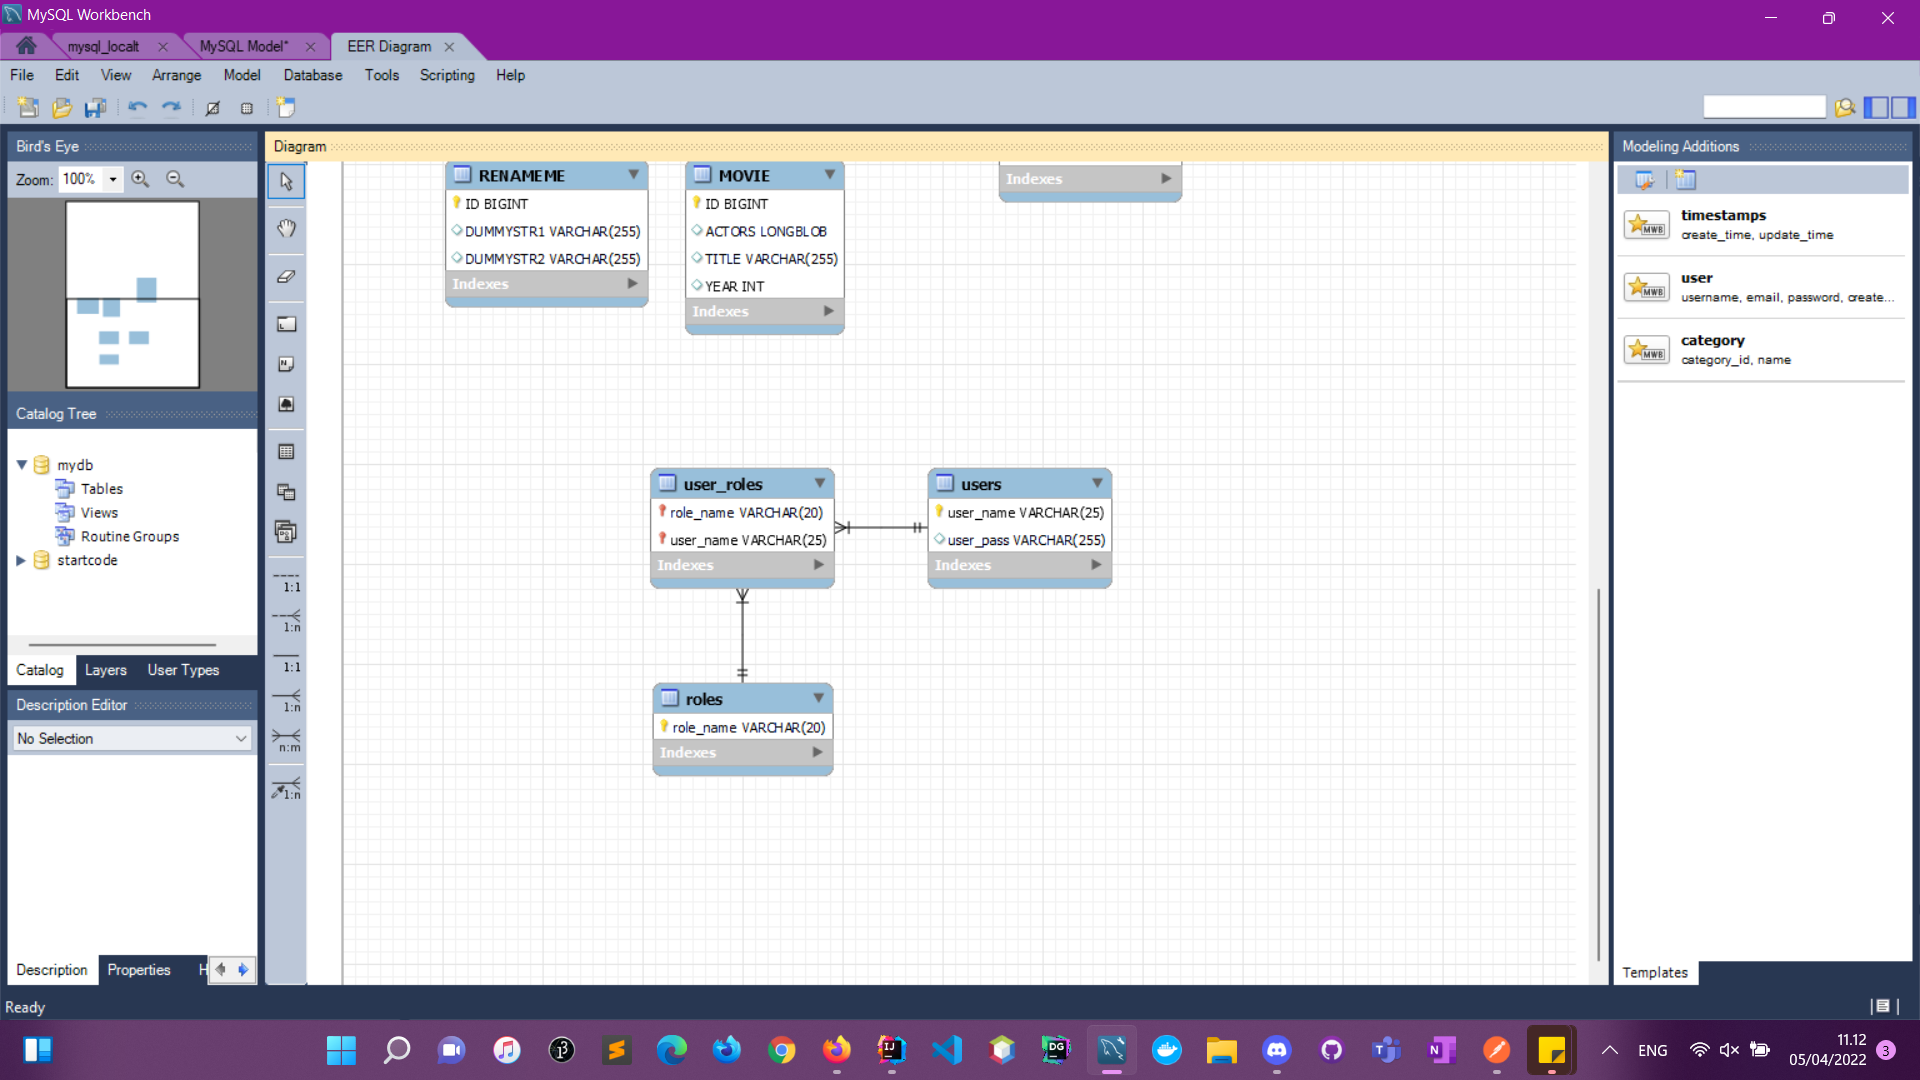 MySQL Workbench
mysql_localt
MySQL Model*
EER Diagram
File Edit View Arrange Model Database Tools Scripting Help
Bird's Eye
Zoom: 100%
Catalog Tree
mydb
Tables
Views
Routine Groups
startcode
Catalog Layers User Types
Description Editor
No Selection
Description Properties H
Ready
1:1
1:n
1:1
1:n
n:m
1:n
Diagram
RENAMEME
ID BIGINT
DUMMYSTR1 VARCHAR(255)
DUMMYSTR2 VARCHAR(255)
Indexes
MOVIE
ID BIGINT
ACTORS LONGBLOB
TITLE VARCHAR(255)
YEAR INT
Indexes
Indexes
user_roles
role_name VARCHAR(20)
user_name VARCHAR(25)
Indexes
users
user_name VARCHAR(25)
user_pass VARCHAR(255)
Indexes
roles
role_name VARCHAR(20)
Indexes
Modeling Additions
MWB
timestamps
create_time, update_time
MWB
user
username, email, password, create...
MWB
category
category_id, name
Templates
IJ
DG
N
ENG
11.12
05/04/2022
3